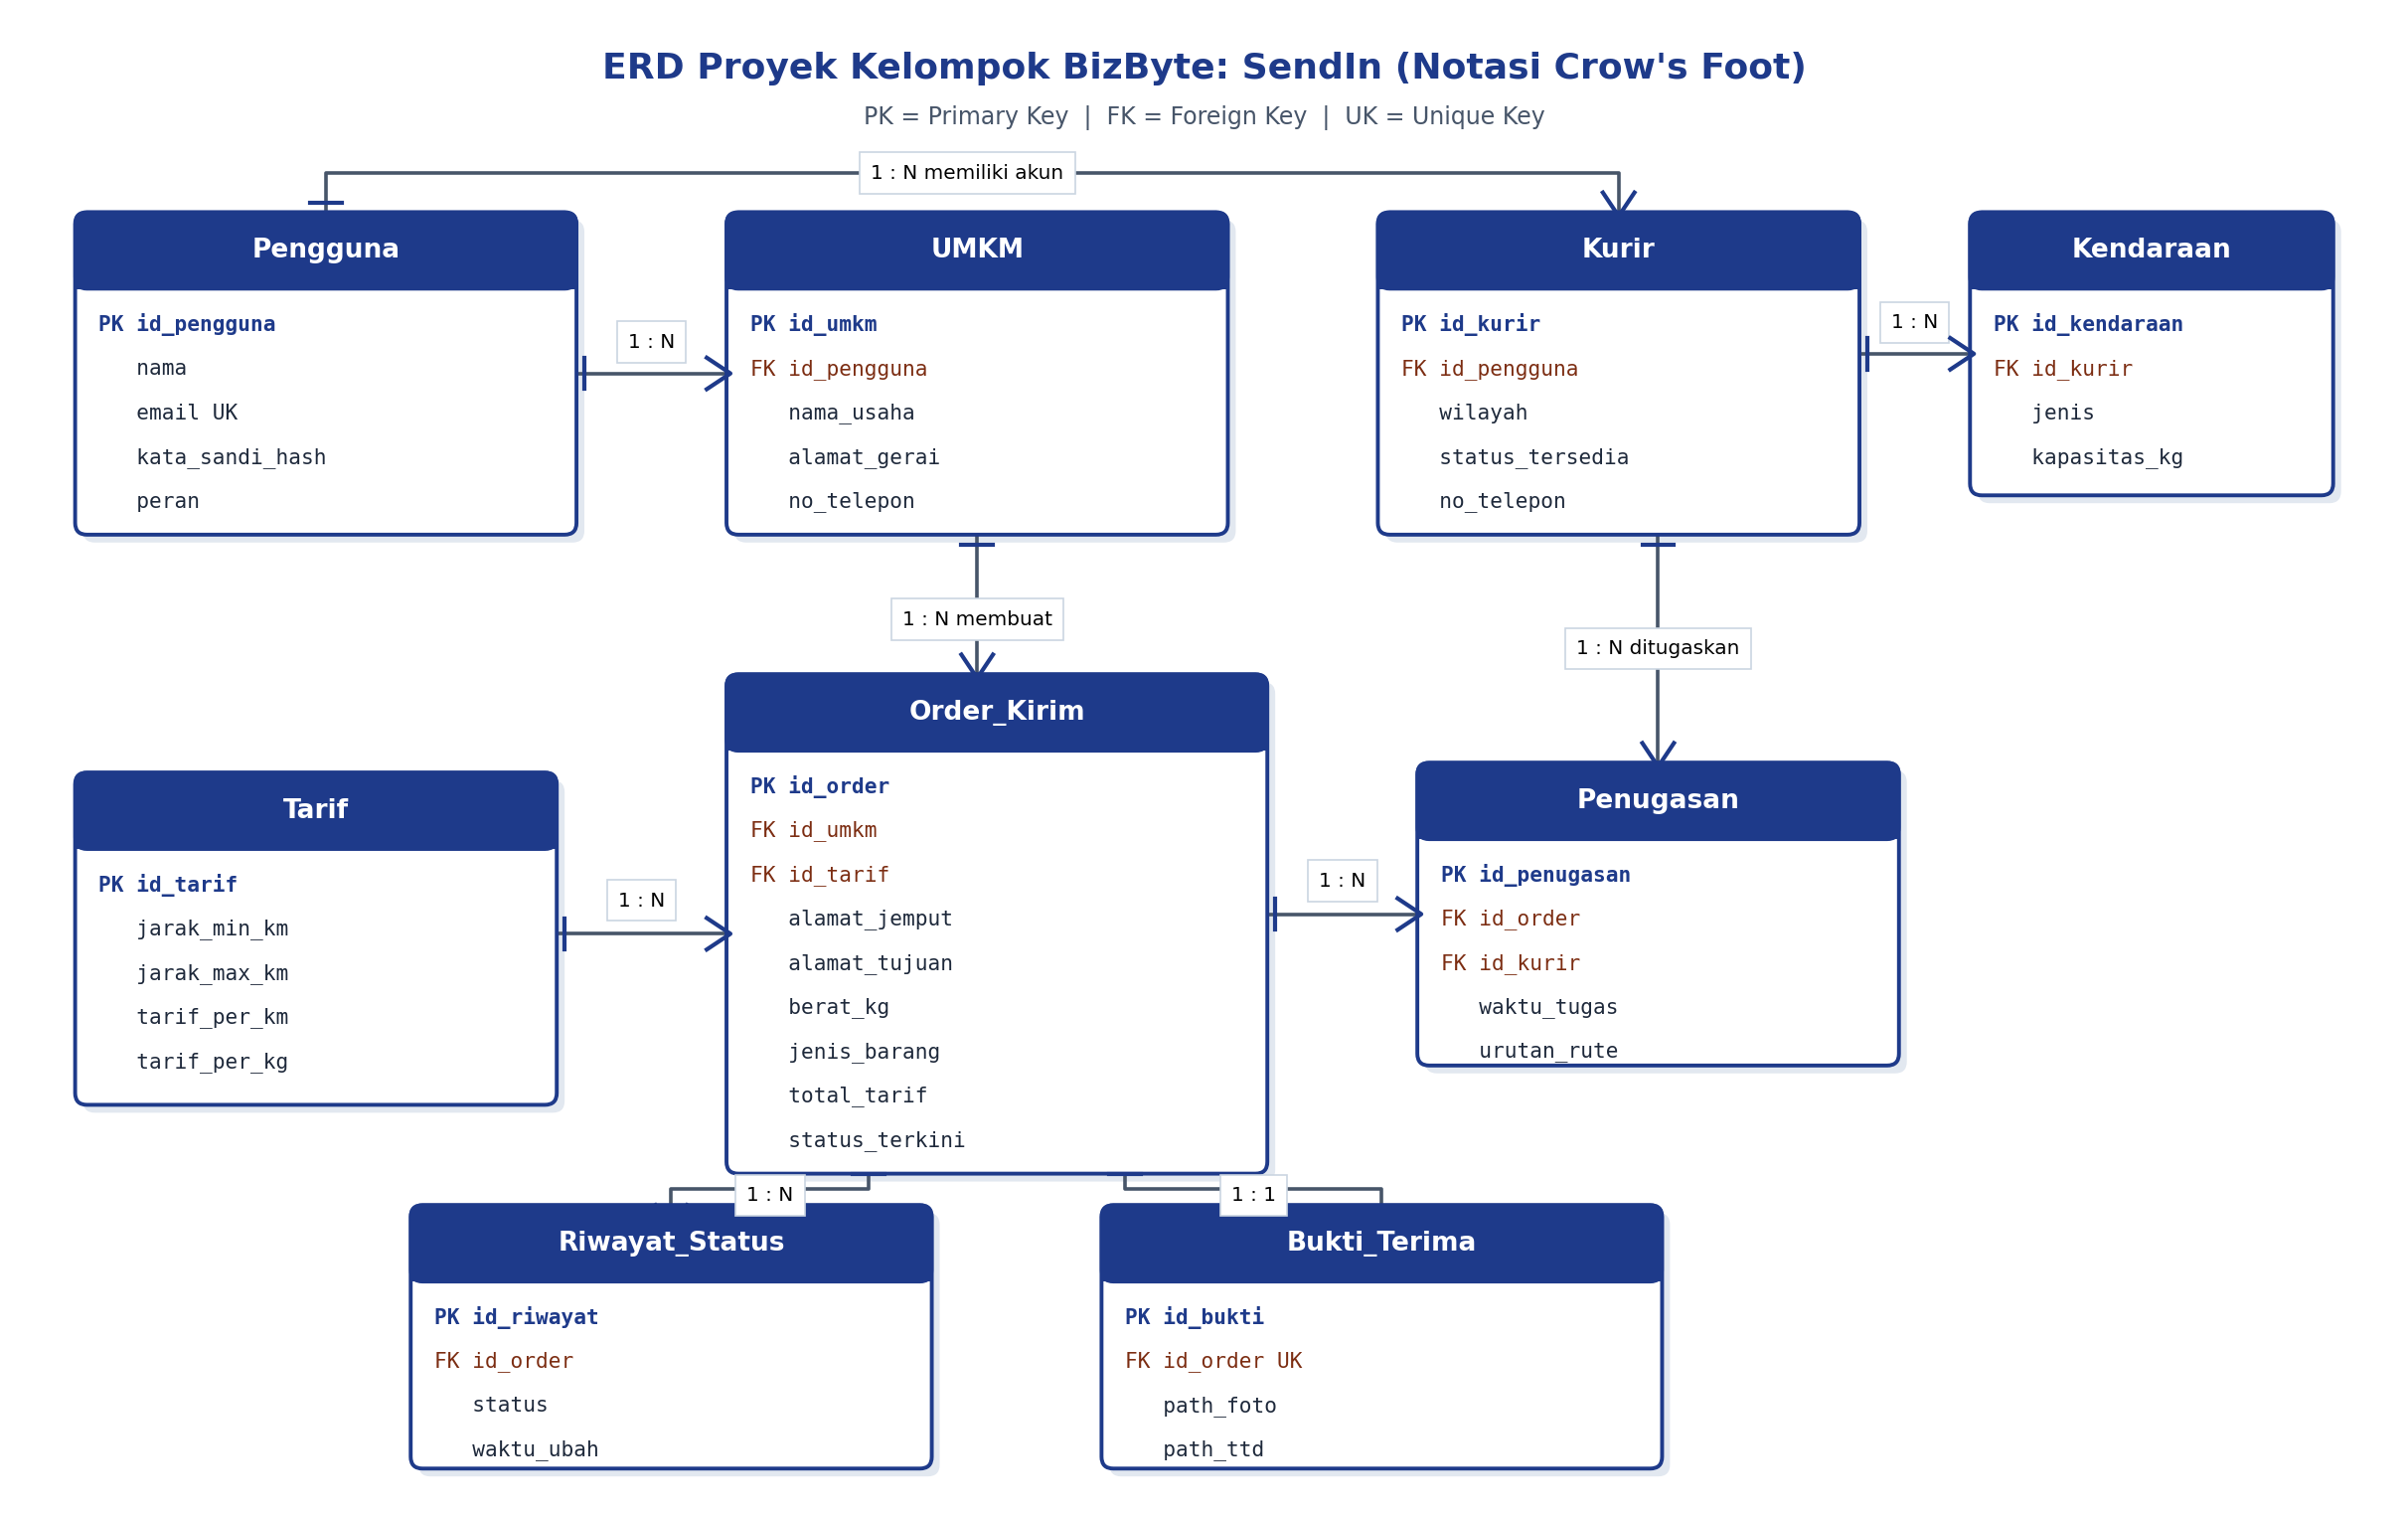 ERD Proyek Kelompok BizByte: SendIn (Notasi Crow's Foot)
PK = Primary Key | FK = Foreign Key | UK = Unique Key
1 : N memiliki akun
Pengguna
PK id_pengguna
nama
email UK
kata_sandi_hash
peran
1 : N
UMKM
PK id_umkm
FK id_pengguna
nama_usaha
alamat_gerai
no_telepon
Kurir
PK id_kurir
FK id_pengguna
wilayah
status_tersedia
no_telepon
1 : N
Kendaraan
PK id_kendaraan
FK id_kurir
jenis
kapasitas_kg
1 : N membuat
1 : N ditugaskan
Tarif
PK id_tarif
jarak_min_km
jarak_max_km
tarif_per_km
tarif_per_kg
1 : N
Order_Kirim
PK id_order
FK id_umkm
FK id_tarif
alamat_jemput
alamat_tujuan
berat_kg
jenis_barang
total_tarif
status_terkini
1 : N
Penugasan
PK id_penugasan
FK id_order
FK id_kurir
waktu_tugas
urutan_rute
1 : N
1 : 1
Riwayat_Status
PK id_riwayat
FK id_order
status
waktu_ubah
Bukti_Terima
PK id_bukti
FK id_order UK
path_foto
path_ttd